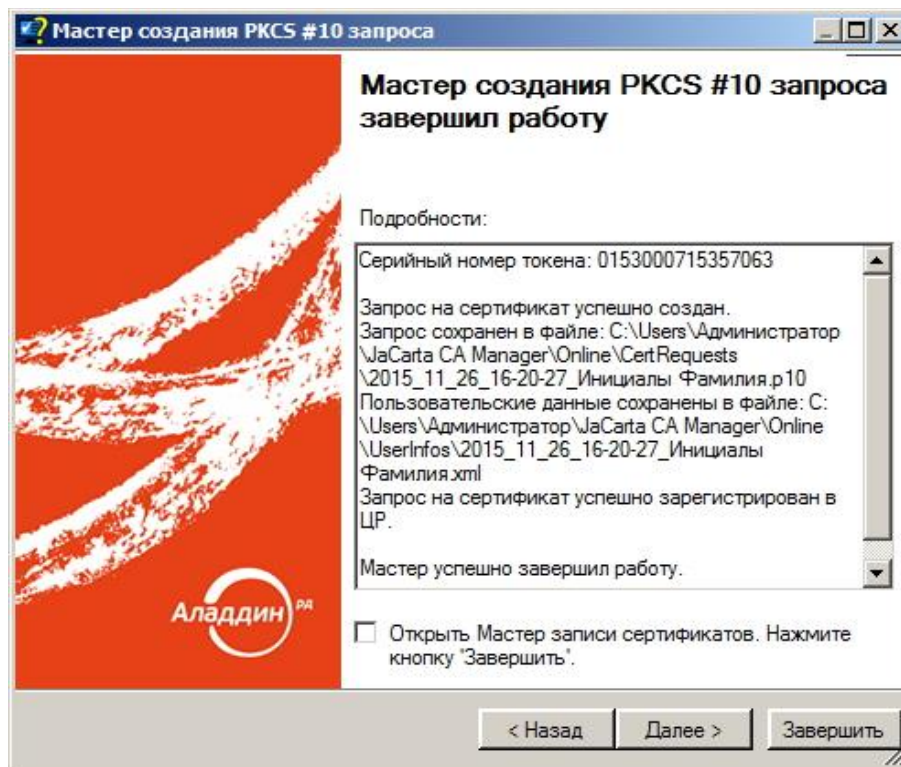 Мастер создания PKCS #10 запроса
Мастер создания PKCS #10 запроса
завершил работу
Подробности:
Серийный номер токена: 0153000715357063
Запрос на сертификат успешно создан.
Запрос сохранен в файле: C:\Users\Администратор
\JaCarta CA Manager\Online\CertRequests
\2015_11_26_16-20-27_Инициалы Фамилия.p10
Пользовательские данные сохранены в файле: C:
\Users\Администратор\JaCarta CA Manager\Online
\UserInfos\2015_11_26_16-20-27_Инициалы
Фамилия.xml
Запрос на сертификат успешно зарегистрирован в
ЦР.
Мастер успешно завершил работу.
Аладдин РД
Открыть Мастер записи сертификатов. Нажмите
кнопку 'Завершить'.
< Назад
Далее >
Завершить